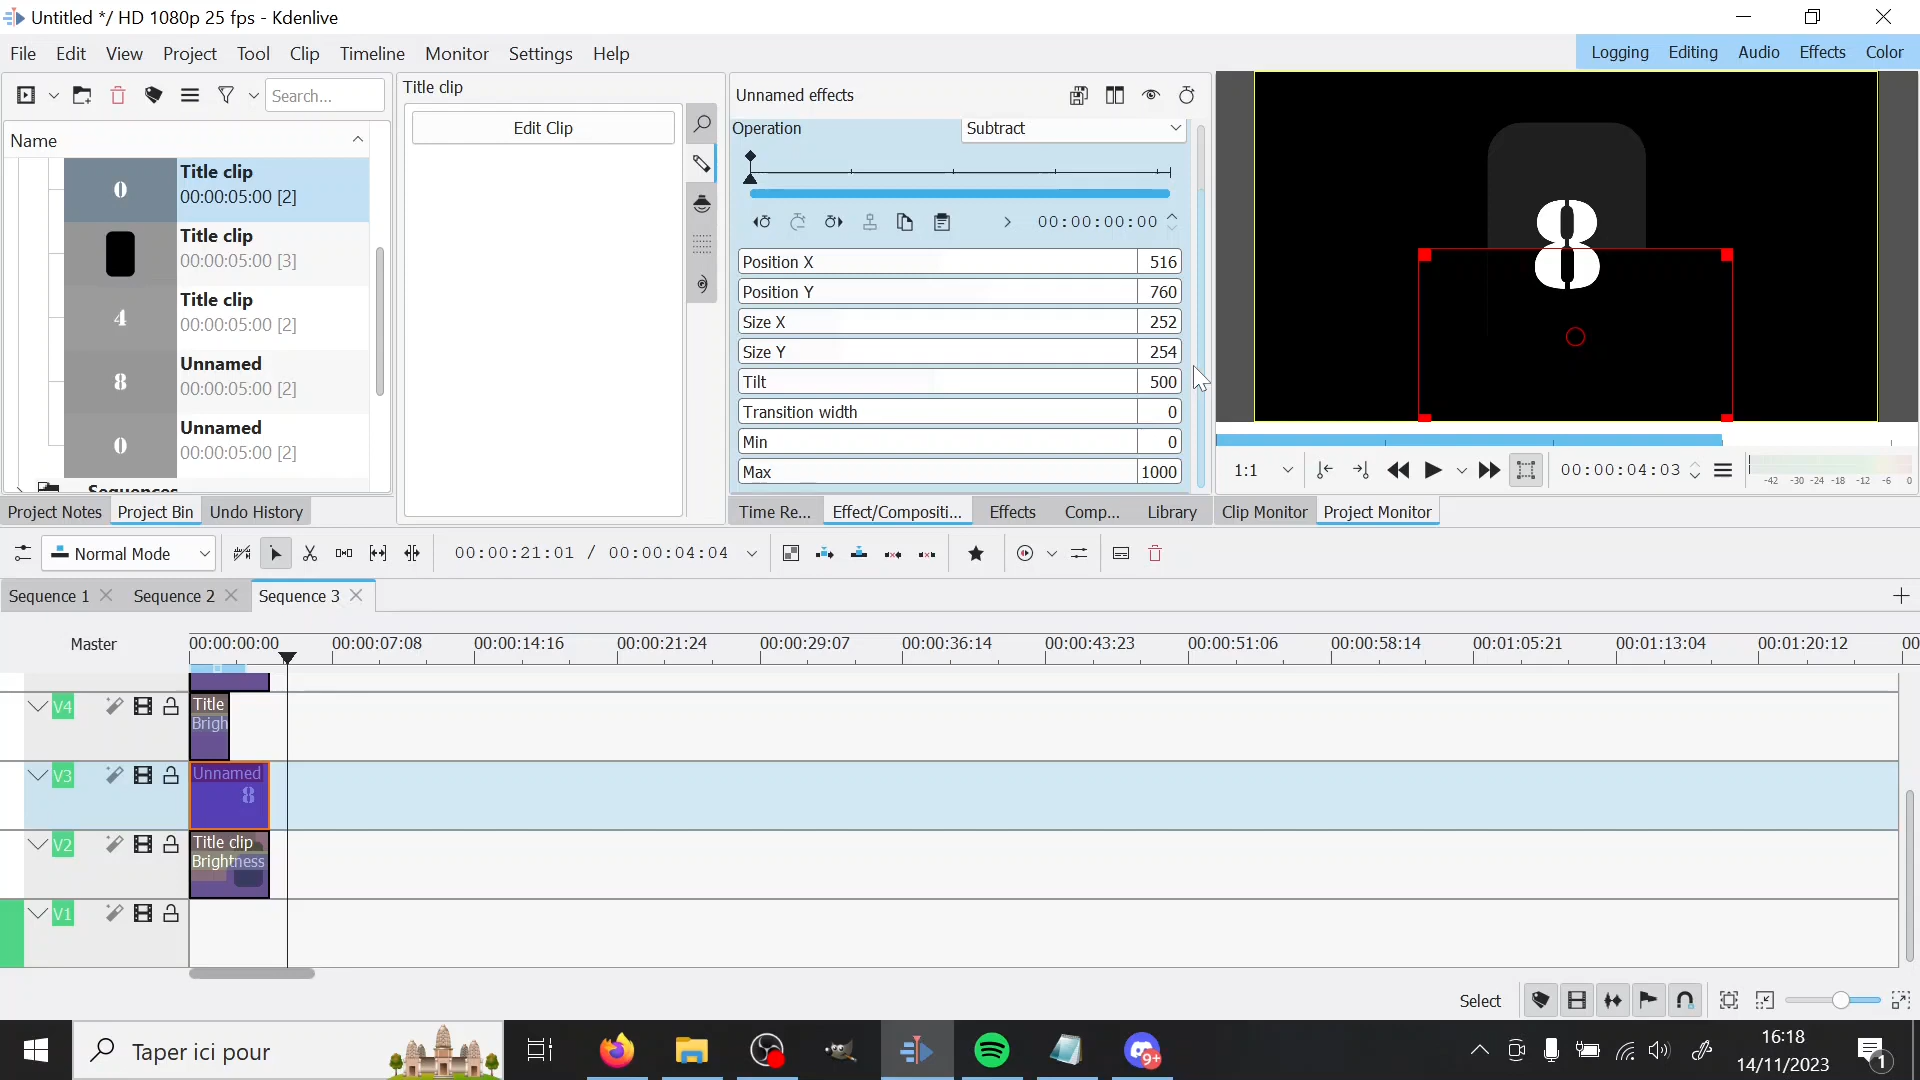 Untitled */ HD 1080p 25 fps - Kdenlive
File Edit View Project Tool Clip Timeline Monitor Settings Help
Logging Editing Audio Effects Color
Search...
Name
0
Title clip
00:00:05:00 [2]
Title clip
00:00:05:00 [3]
4
Title clip
00:00:05:00 [2]
8
Unnamed
00:00:05:00 [2]
0
Unnamed
00:00:05:00 [2]
Sequences
Project Notes Project Bin Undo History
Title clip
Edit Clip
Unnamed effects
Operation Subtract
00:00:00:00
Position X 516
Position Y 760
Size X 252
Size Y 254
Tilt 500
Transition width 0
Min 0
Max 1000
Time Re... Effect/Compositi... Effects Comp... Library
8
1:1 00:00:04:03
-42 -30 -24 -18 -12 -6 0
Clip Monitor Project Monitor
Normal Mode 00:00:21:01 / 00:00:04:04
Sequence 1 Sequence 2 Sequence 3
Master 00:00:00:00 00:00:07:08 00:00:14:16 00:00:21:24 00:00:29:07 00:00:36:14 00:00:43:23 00:00:51:06 00:00:58:14 00:01:05:21 00:01:13:04 00:01:20:12 00
V4 Title
Brigh
V3 Unnamed
8
V2 Title clip
Brightness
V1
Select
Taper ici pour
9+
16:18
14/11/2023
1